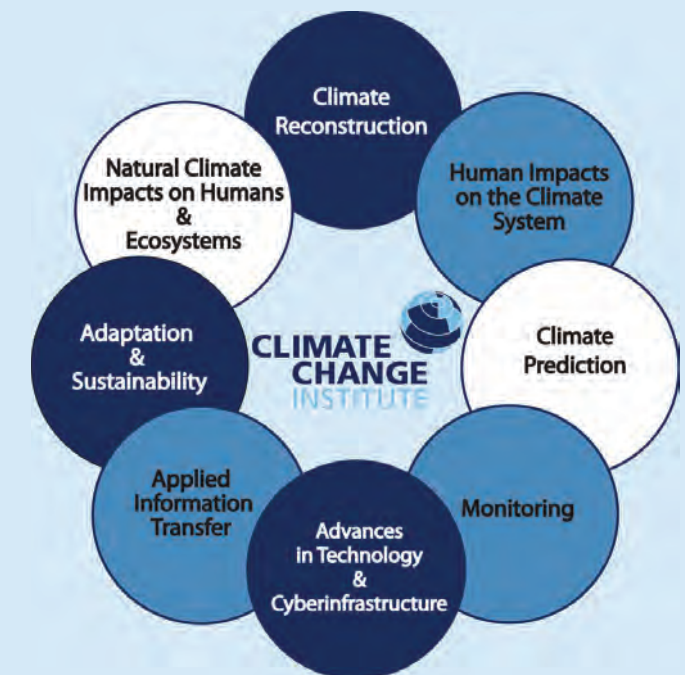 Climate
Reconstruction
Human Impacts
on the Climate
System
Climate
Prediction
Monitoring
Advances
in Technology
&
Cyberinfrastructure
Applied
Information
Transfer
Adaptation
&
Sustainability
Natural Climate
Impacts on Humans
&
Ecosystems
CLIMATE
CHANGE
INSTITUTE